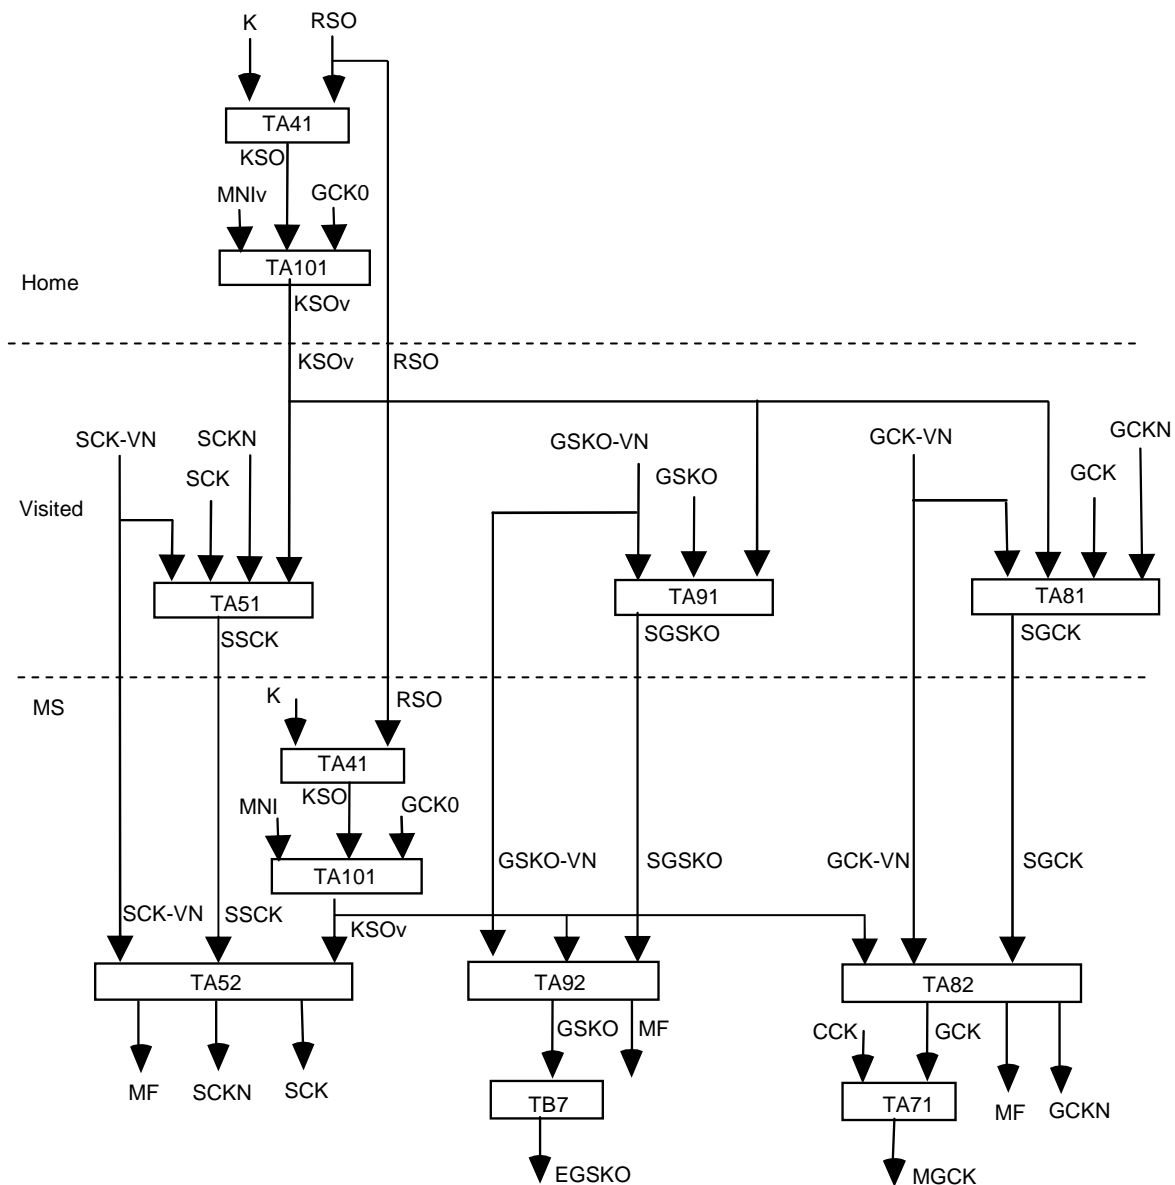 K
RSO
TA41
KSO
MNIv
GCK0
TA101
Home
KSOv
KSOv
RSO
SCK-VN
SCKN
GSKO-VN
GCK-VN
GCKN
SCK
GSKO
GCK
Visited
TA51
TA91
TA81
SSCK
SGSKO
SGCK
MS
K
RSO
TA41
KSO
MNI
GCK0
TA101
GSKO-VN
SGSKO
GCK-VN
SGCK
SCK-VN
SSCK
KSOv
TA52
TA92
TA82
GSKO
MF
CCK
GCK
MF
SCKN
SCK
TB7
TA71
MF
GCKN
EGSKO
MGCK